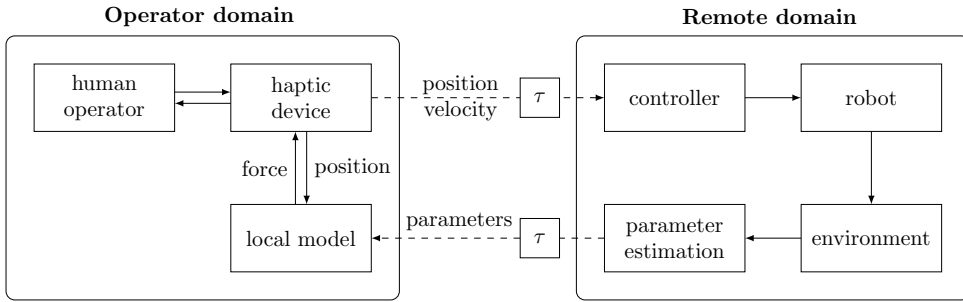 Operator domain
Remote domain
human
operator
haptic
device
position
velocity
τ
controller
robot
force
position
local model
parameters
τ
parameter
estimation
environment